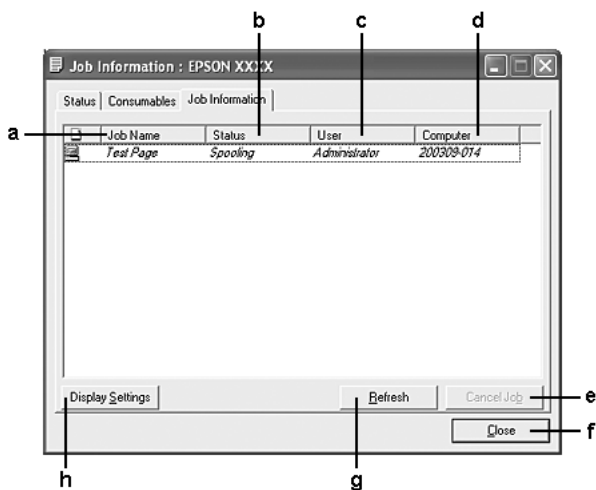 b c d
Job Information : EPSON XXXX
Status Consumables Job Information
a Job Name Status User Computer
Test Page Spooling Administrator 200309-014
Display Settings Refresh Cancel Job e
Close f
h g